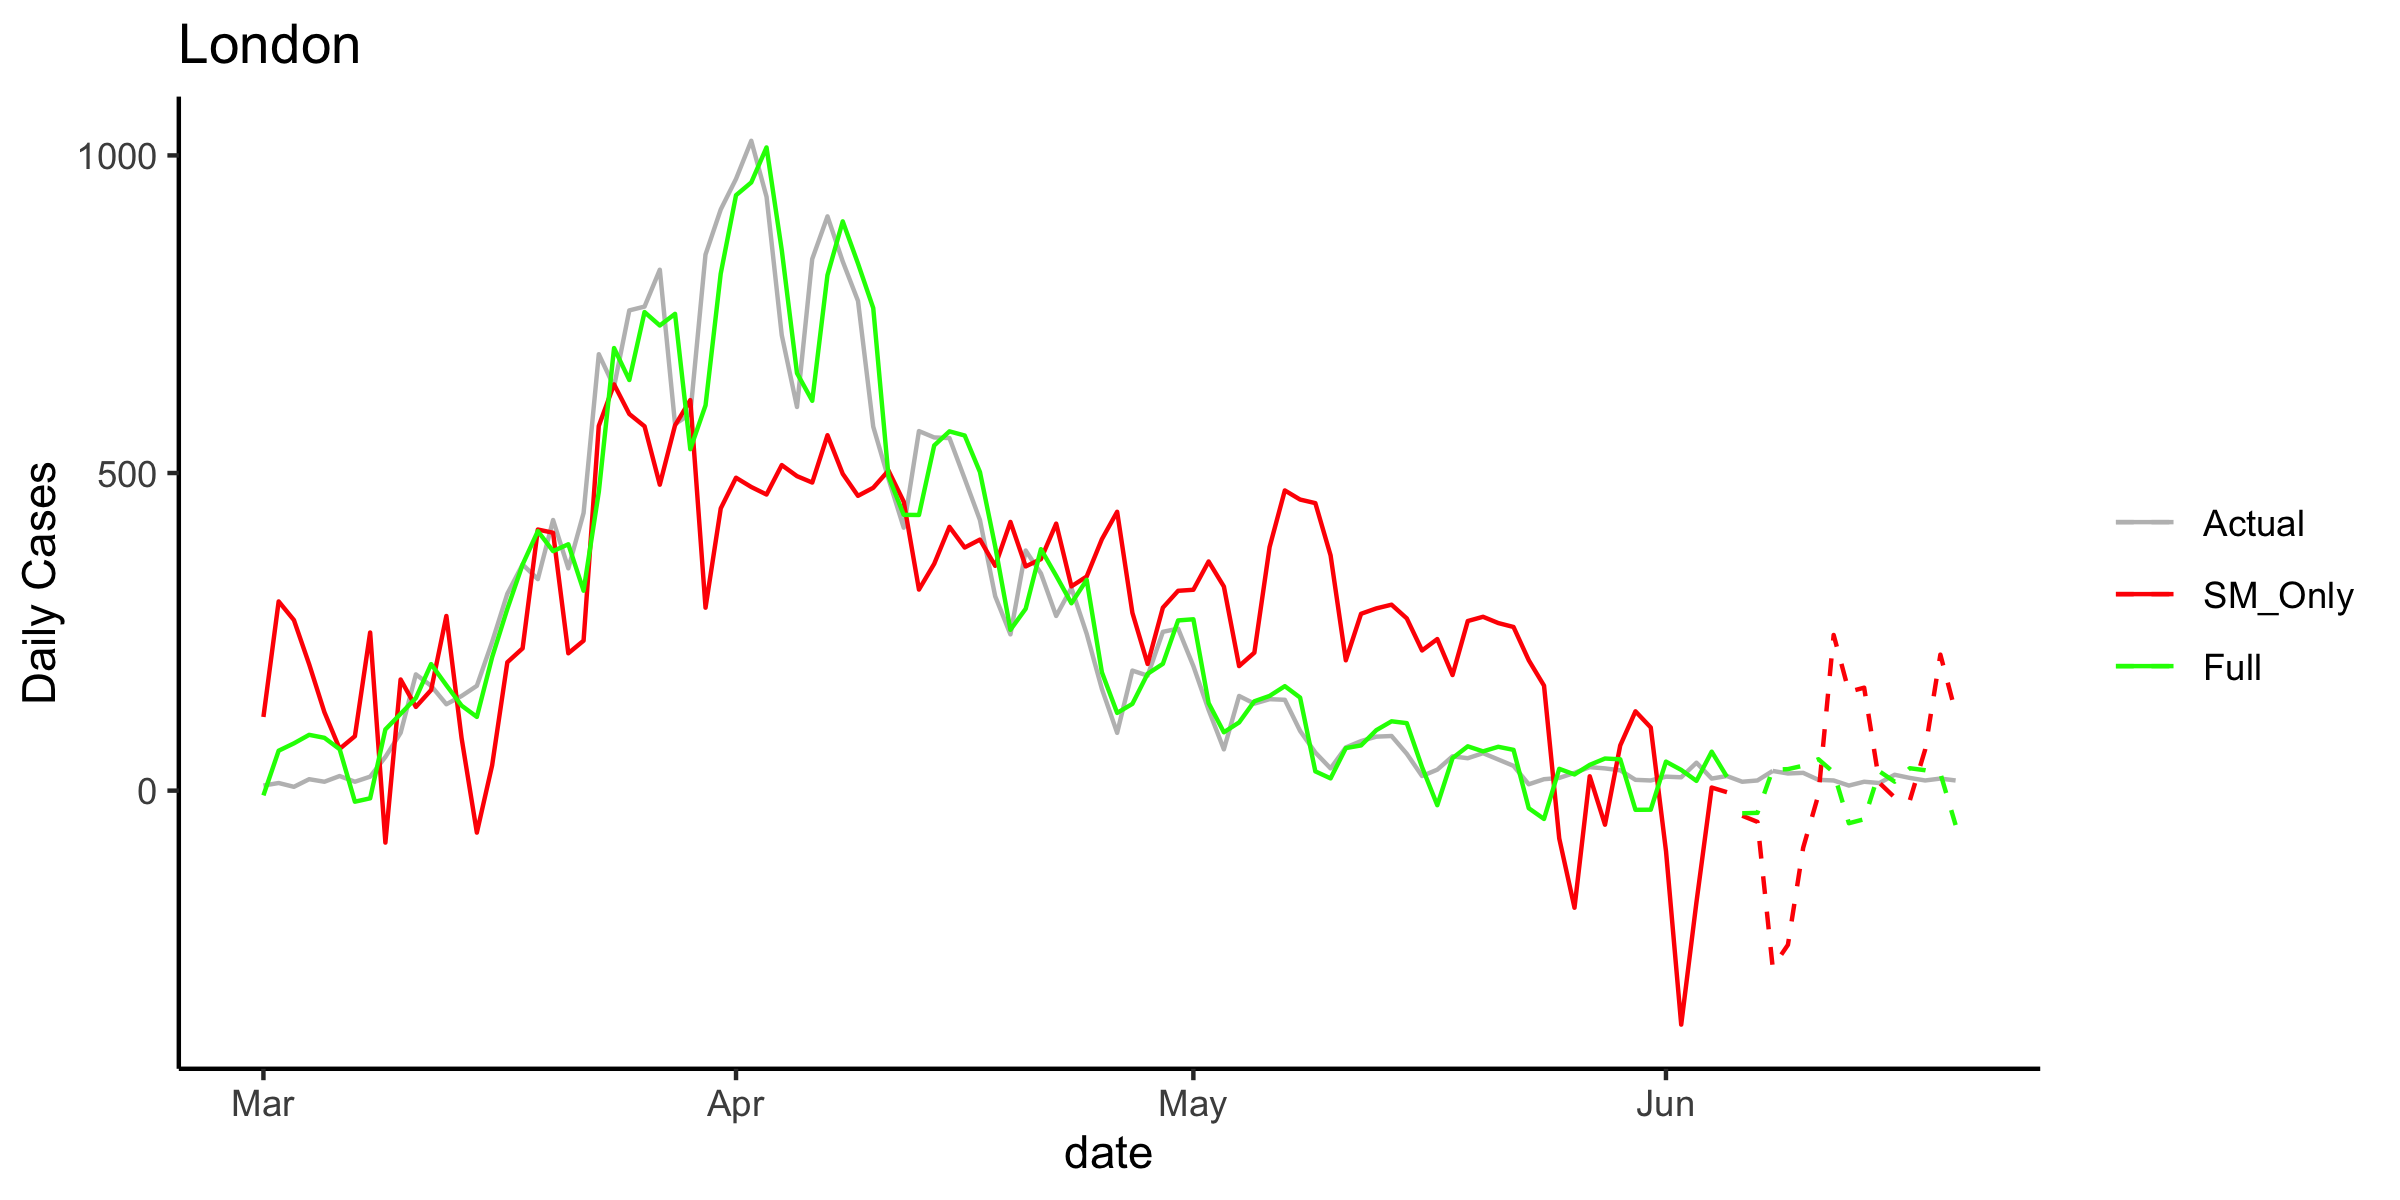 London
1000
500
0
Daily Cases
Mar
Apr
May
Jun
date
Actual
SM_Only
Full